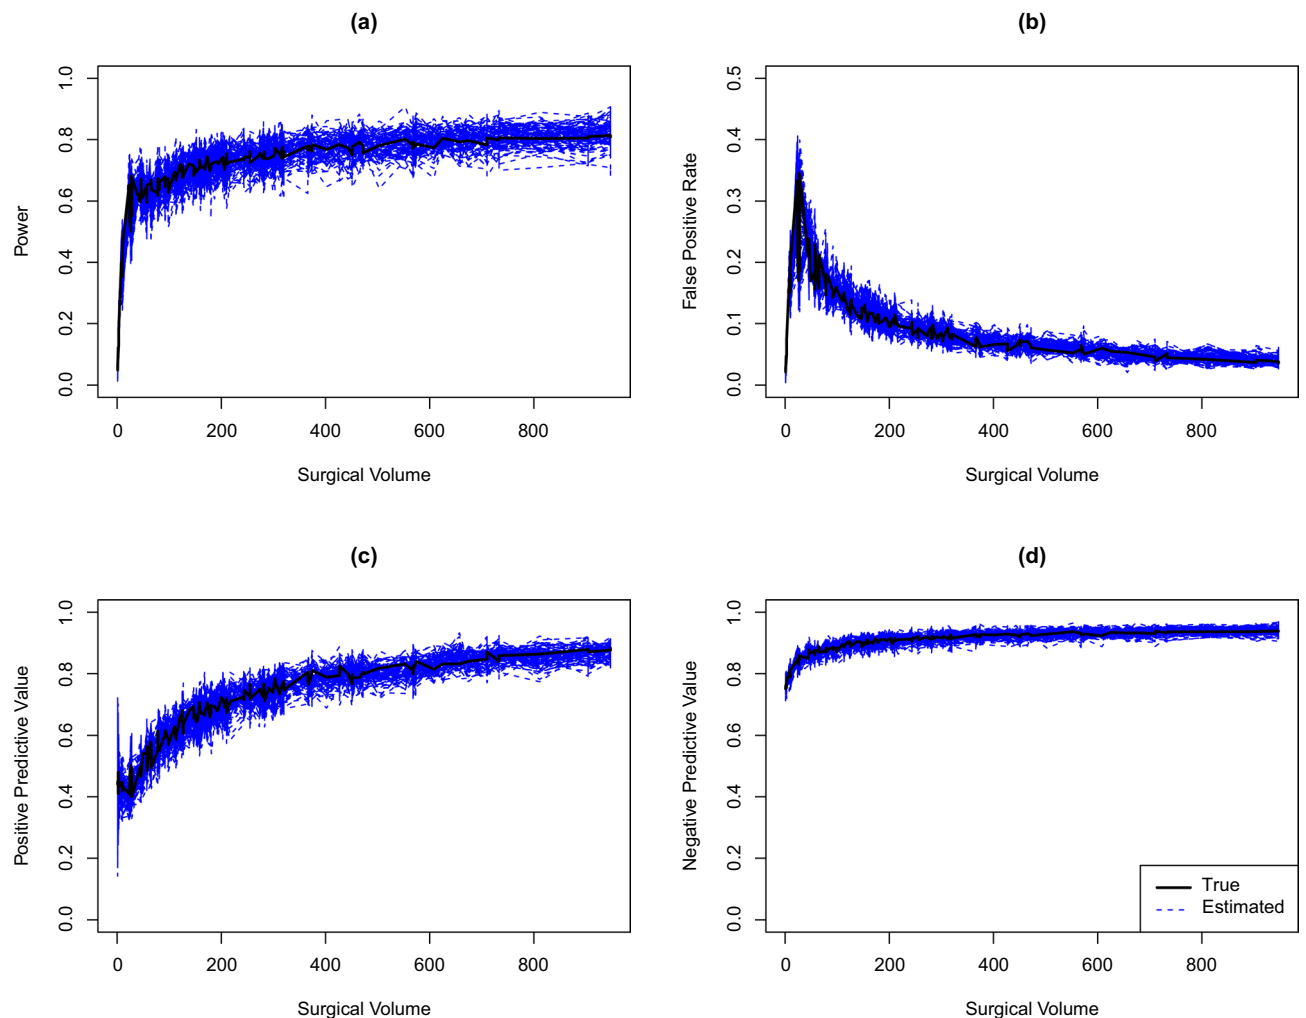 (a)
Power
1.0
0.8
0.6
0.4
0.2
0.0
0 200 400 600 800
Surgical Volume
(b)
False Positive Rate
0.5
0.4
0.3
0.2
0.1
0.0
0 200 400 600 800
Surgical Volume
(c)
Positive Predictive Value
1.0
0.8
0.6
0.4
0.2
0.0
0 200 400 600 800
Surgical Volume
(d)
Negative Predictive Value
1.0
0.8
0.6
0.4
0.2
0.0
True
Estimated
0 200 400 600 800
Surgical Volume